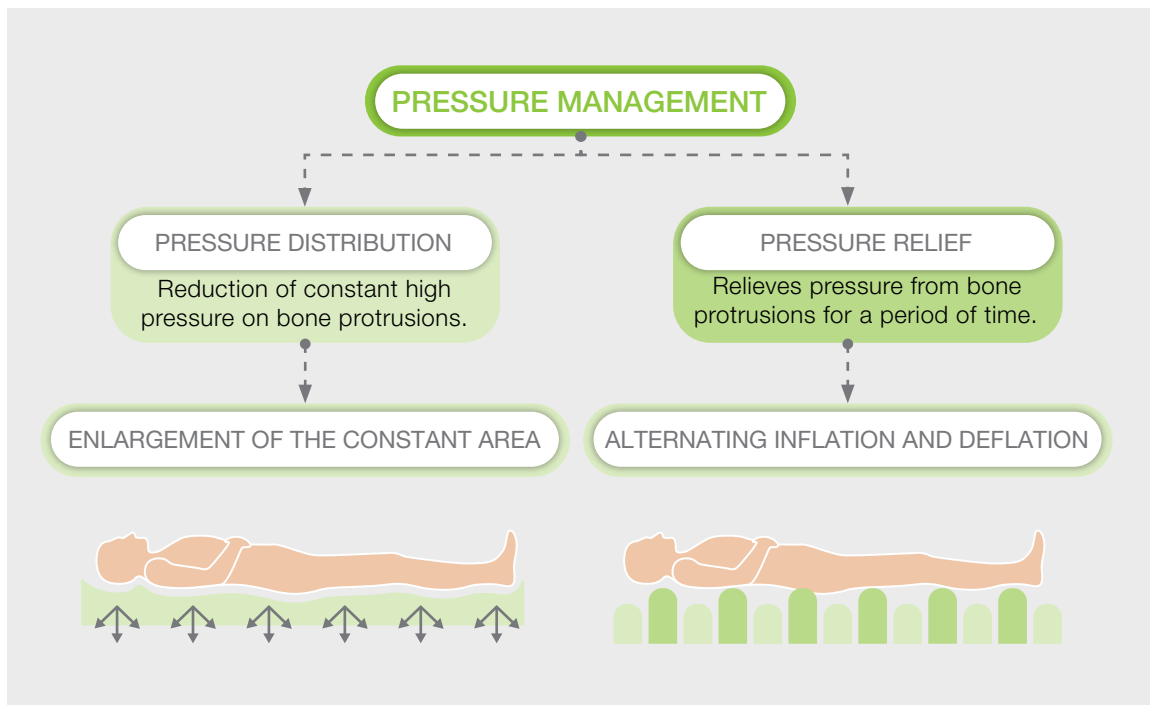 PRESSURE MANAGEMENT
PRESSURE DISTRIBUTION
Reduction of constant high
pressure on bone protrusions.
PRESSURE RELIEF
Relieves pressure from bone
protrusions for a period of time.
ENLARGEMENT OF THE CONSTANT AREA
ALTERNATING INFLATION AND DEFLATION